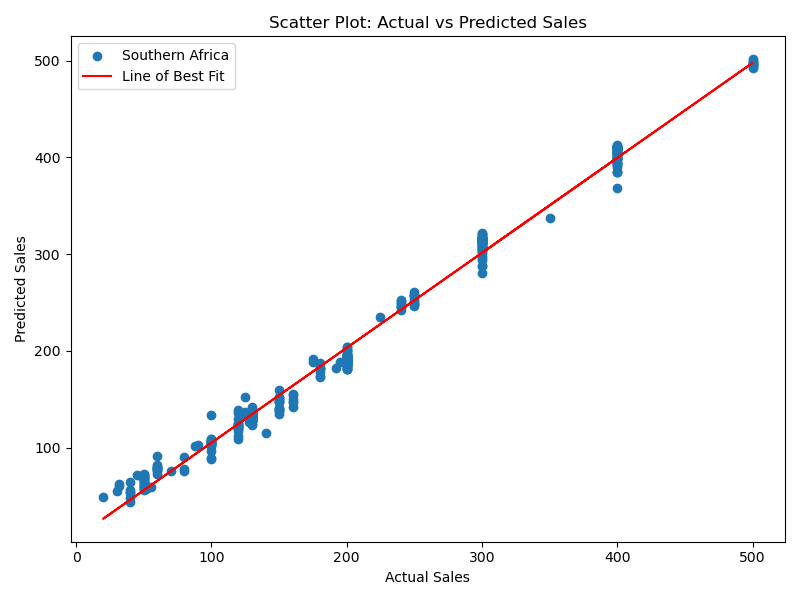 Scatter Plot: Actual vs Predicted Sales
Southern Africa
Line of Best Fit
500
400
300
200
100
Predicted Sales
0
100
200
300
400
500
Actual Sales